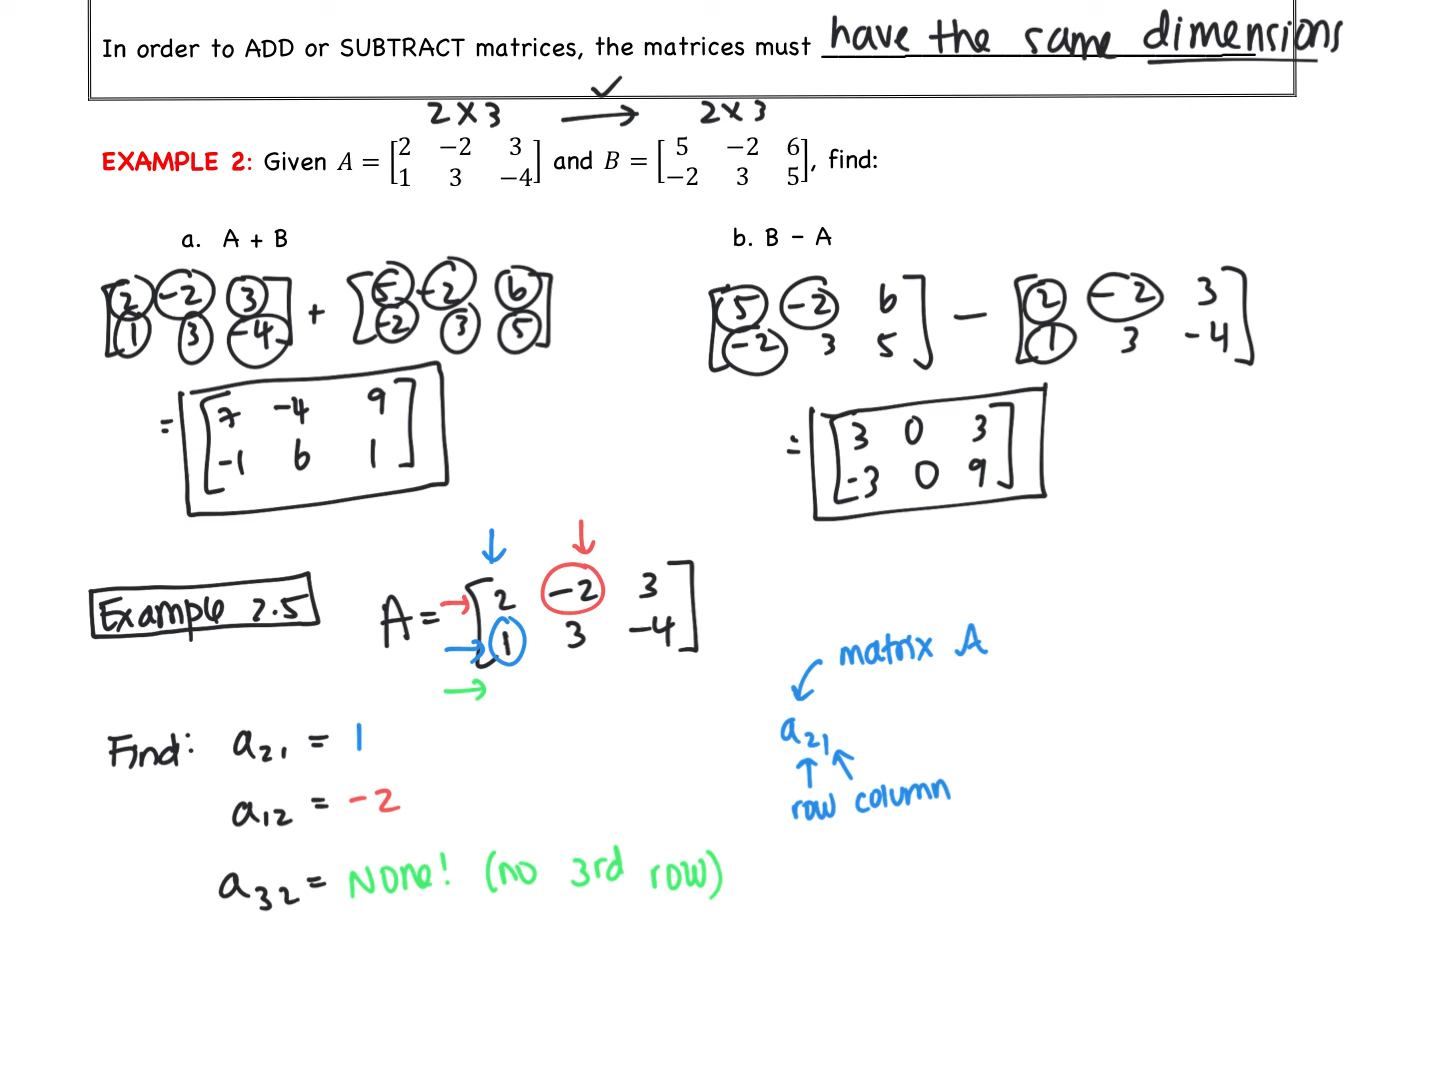 In order to ADD or SUBTRACT matrices, the matrices must have the same dimensions
2 x 3 ✓ → 2 x 3
EXAMPLE 2: Given A = [2 −2 3; 1 3 −4] and B = [5 −2 6; −2 3 5], find:
a. A + B
b. B − A
[2 −2 3; 1 3 −4] + [5 −2 6; −2 3 5]
= [7 −4 9; −1 6 1]
[5 −2 6; −2 3 5] − [2 −2 3; 1 3 −4]
= [3 0 3; −3 0 9]
Example 2.5
A = [2 −2 3; 1 3 −4]
Find: a21 = 1
a12 = −2
a32 = None! (no 3rd row)
matrix A
a21
row column